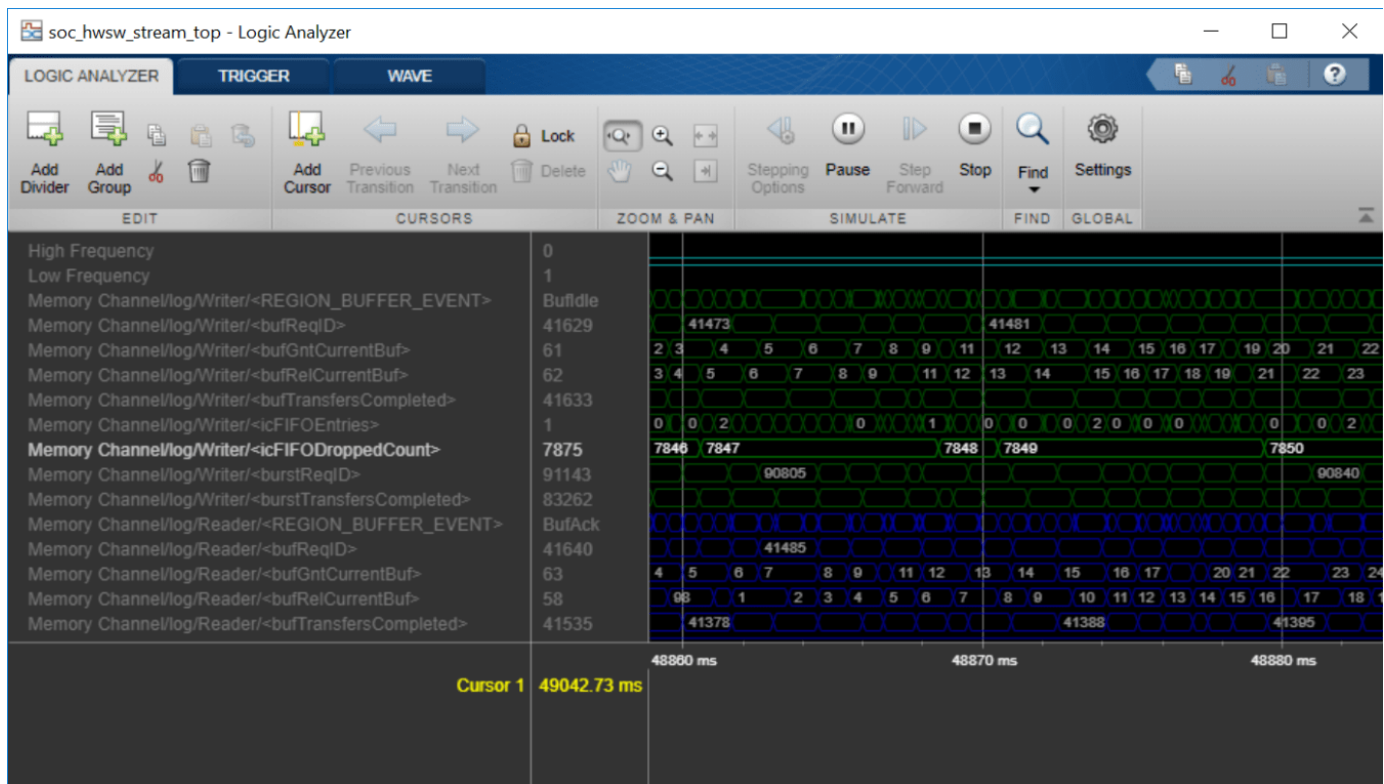 soc_hwsw_stream_top - Logic Analyzer
LOGIC ANALYZER TRIGGER WAVE
?
Add Divider
Add Group
Add Cursor
Previous Transition
Next Transition
Lock
Delete
Stepping Options
Pause
Step Forward
Stop
Find
Settings
EDIT CURSORS ZOOM & PAN SIMULATE FIND GLOBAL
High Frequency 0
Low Frequency 1
Memory Channel/log/Writer/<REGION_BUFFER_EVENT> BufIdle
Memory Channel/log/Writer/<bufReqID> 41629 41473 41481
Memory Channel/log/Writer/<bufGntCurrentBuf> 61 2 3 4 5 6 7 8 9 11 12 13 14 15 16 17 19 20 21 22
Memory Channel/log/Writer/<bufRelCurrentBuf> 62 3 4 5 6 7 8 9 11 12 13 14 15 16 17 18 19 21 22 23
Memory Channel/log/Writer/<bufTransfersCompleted> 41633
Memory Channel/log/Writer/<icFIFOEntries> 1 0 0 2 0 1 0 0 0 2 0 0 0 0 0 2
Memory Channel/log/Writer/<icFIFODroppedCount> 7875 7846 7847 7848 7849 7850
Memory Channel/log/Writer/<burstReqID> 91143 90805 90840
Memory Channel/log/Writer/<burstTransfersCompleted> 83262
Memory Channel/log/Reader/<REGION_BUFFER_EVENT> BufAck
Memory Channel/log/Reader/<bufReqID> 41640 41485
Memory Channel/log/Reader/<bufGntCurrentBuf> 63 4 5 6 7 8 9 11 12 13 14 15 16 17 20 21 22 23 24
Memory Channel/log/Reader/<bufRelCurrentBuf> 58 98 1 2 3 4 5 6 7 8 9 10 11 12 13 14 15 16 17 18 1
Memory Channel/log/Reader/<bufTransfersCompleted> 41535 41378 41388 41395
48860 ms 48870 ms 48880 ms
Cursor 1 49042.73 ms